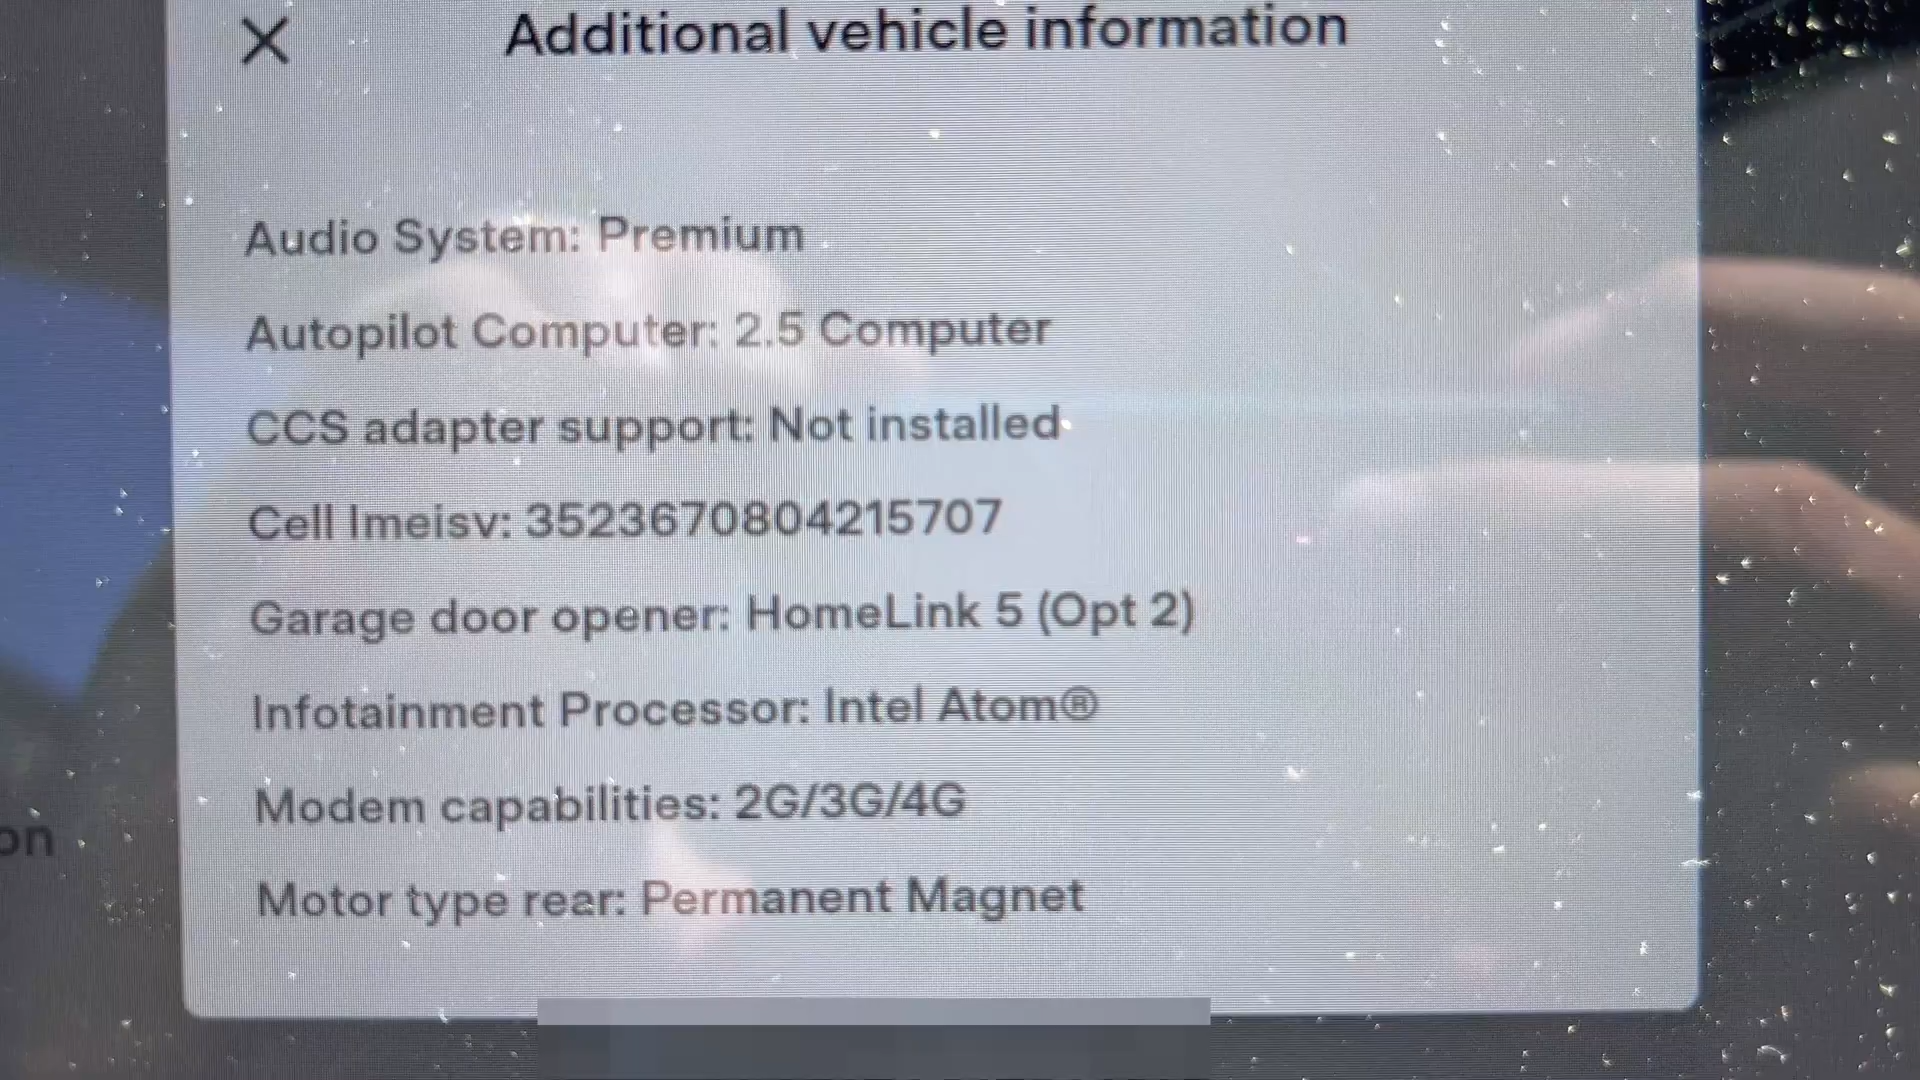 Additional vehicle information
Audio System: Premium
Autopilot Computer: 2.5 Computer
CCS adapter support: Not installed
Cell Imeisv: 3523670804215707
Garage door opener: HomeLink 5 (Opt 2)
Infotainment Processor: Intel Atom®
Modem capabilities: 2G/3G/4G
on
Motor type rear: Permanent Magnet